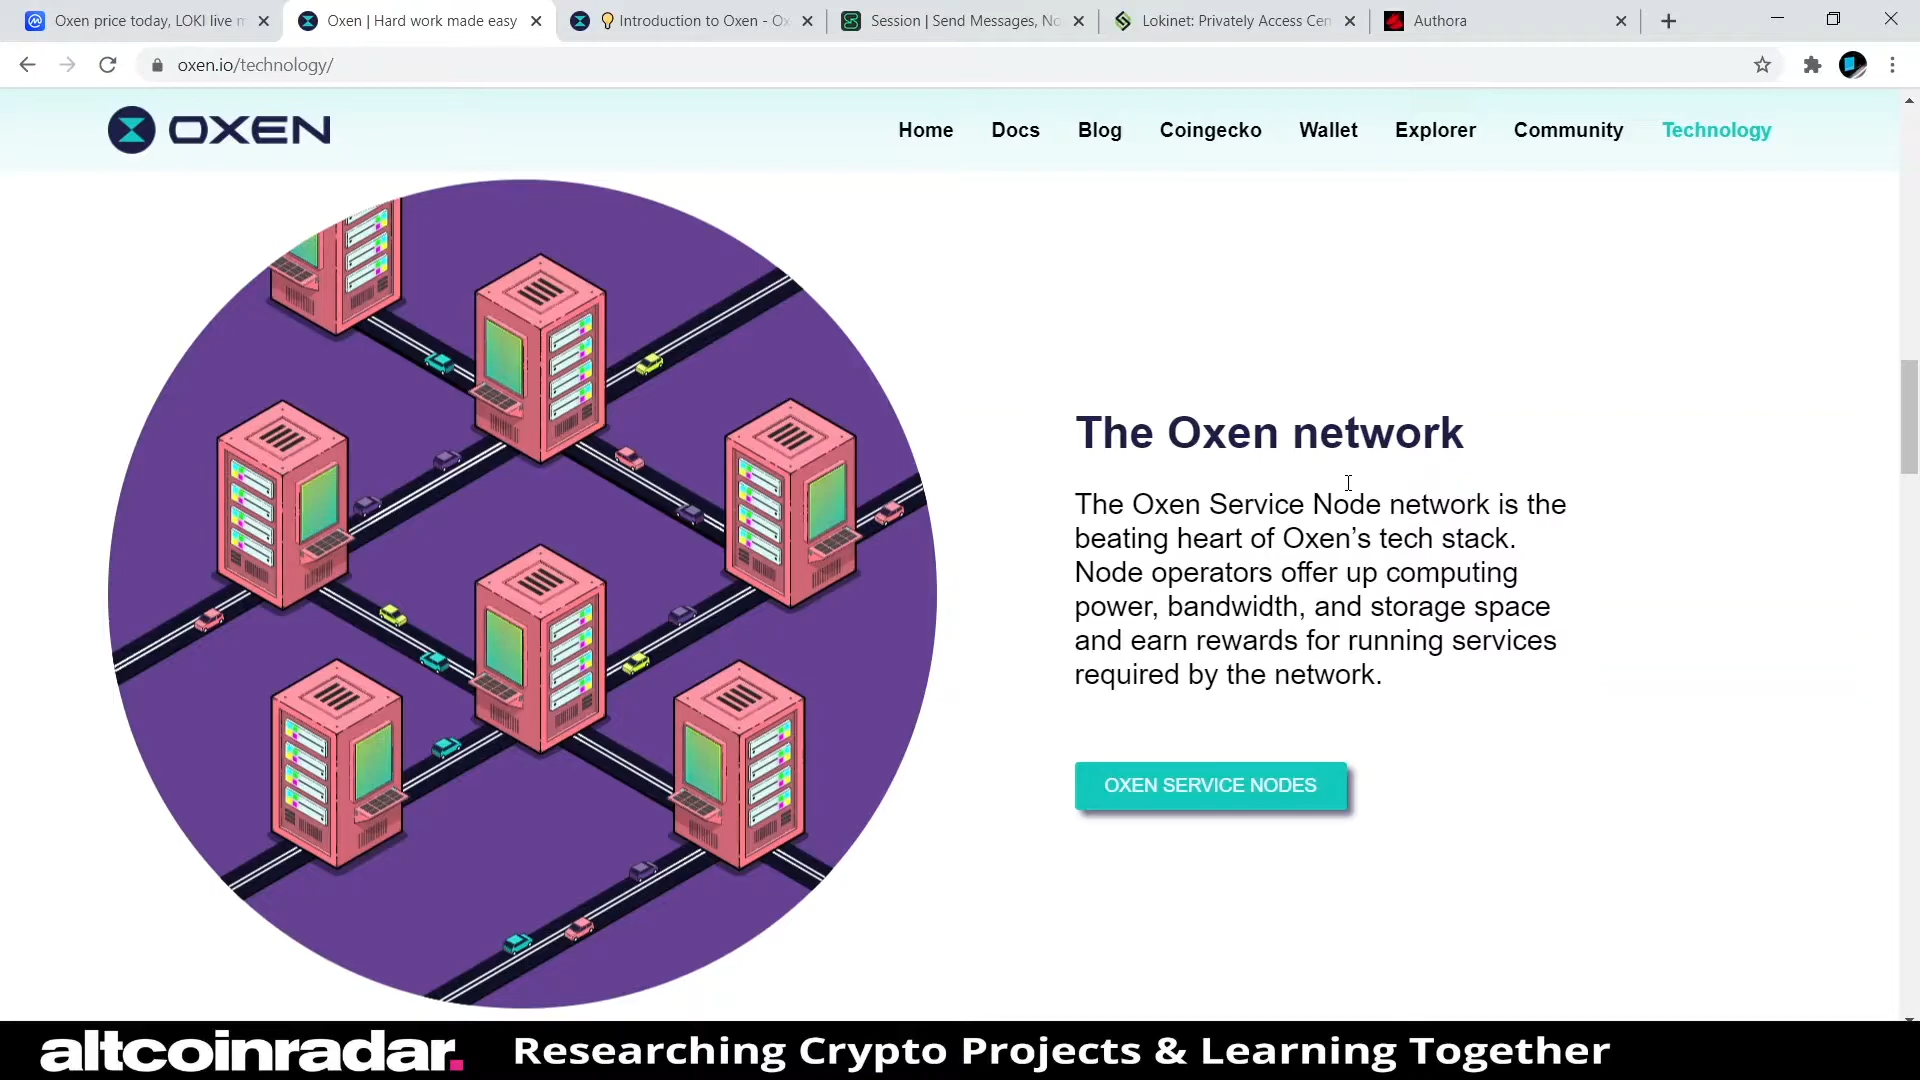 Oxen price today, LOKI live m
Oxen | Hard work made easy
Introduction to Oxen - Ox
Session | Send Messages, No
Lokinet: Privately Access Cen
Authora
oxen.io/technology/
OXEN
Home
Docs
Blog
Coingecko
Wallet
Explorer
Community
Technology
The Oxen network
The Oxen Service Node network is the
beating heart of Oxen’s tech stack.
Node operators offer up computing
power, bandwidth, and storage space
and earn rewards for running services
required by the network.
OXEN SERVICE NODES
altcoinradar.
Researching Crypto Projects & Learning Together